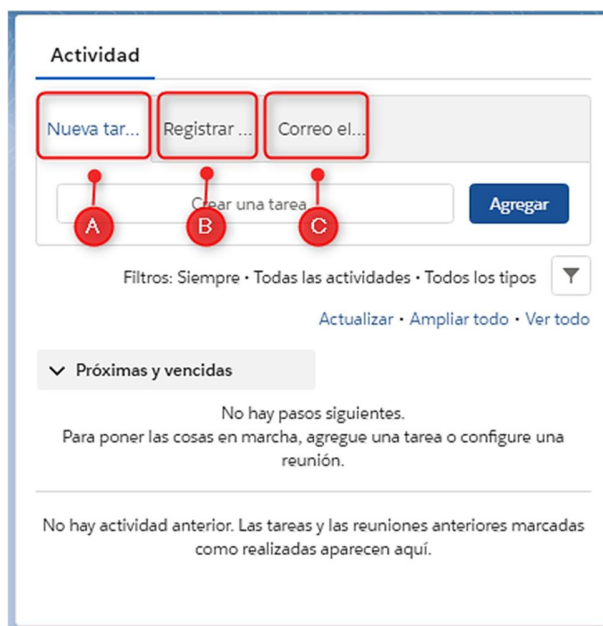 Actividad
Nueva tar... Registrar ... Correo el...
Crear una tarea Agregar
A B C
Filtros: Siempre • Todas las actividades • Todos los tipos
Actualizar • Ampliar todo • Ver todo
Próximas y vencidas
No hay pasos siguientes.
Para poner las cosas en marcha, agregue una tarea o configure una
reunión.
No hay actividad anterior. Las tareas y las reuniones anteriores marcadas
como realizadas aparecen aquí.